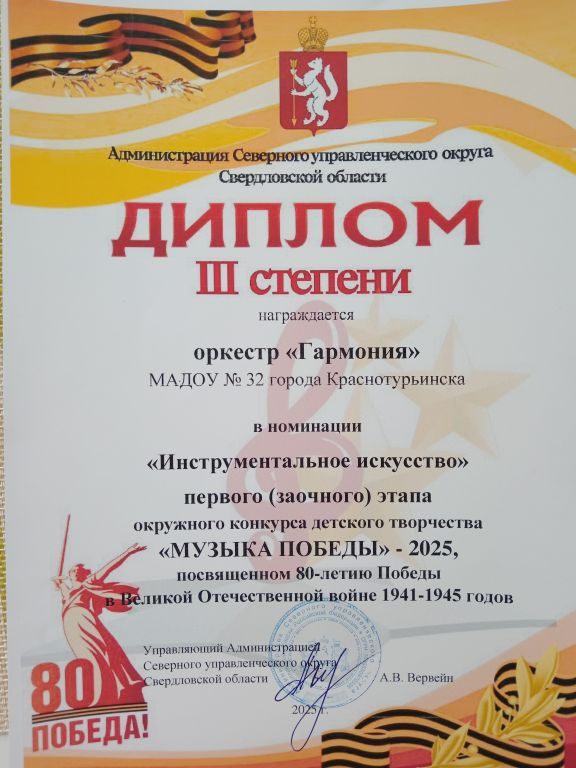 Администрация Северного управленческого округа
Свердловской области
ДИПЛОМ
III степени
награждается
оркестр «Гармония»
МАДОУ № 32 города Краснотурьинска
в номинации
«Инструментальное искусство»
первого (заочного) этапа
окружного конкурса детского творчества
«МУЗЫКА ПОБЕДЫ» - 2025,
посвященном 80-летию Победы
в Великой Отечественной войне 1941-1945 годов
Управляющий Администрацией
Северного управленческого округа
Свердловской области А.В. Вервейн
2025 г.
80
ПОБЕДА!